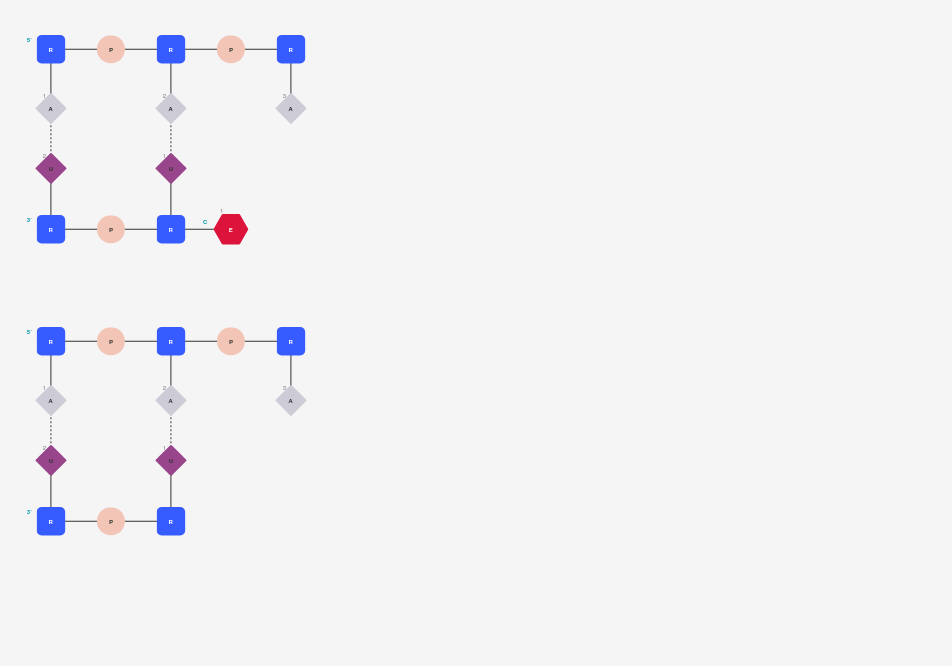 5' R P R P R
1 2 3
A A A
2 1
U U
1
C
3' R P R E
5' R P R P R
1 2 3
A A A
2 1
U U
3' R P R